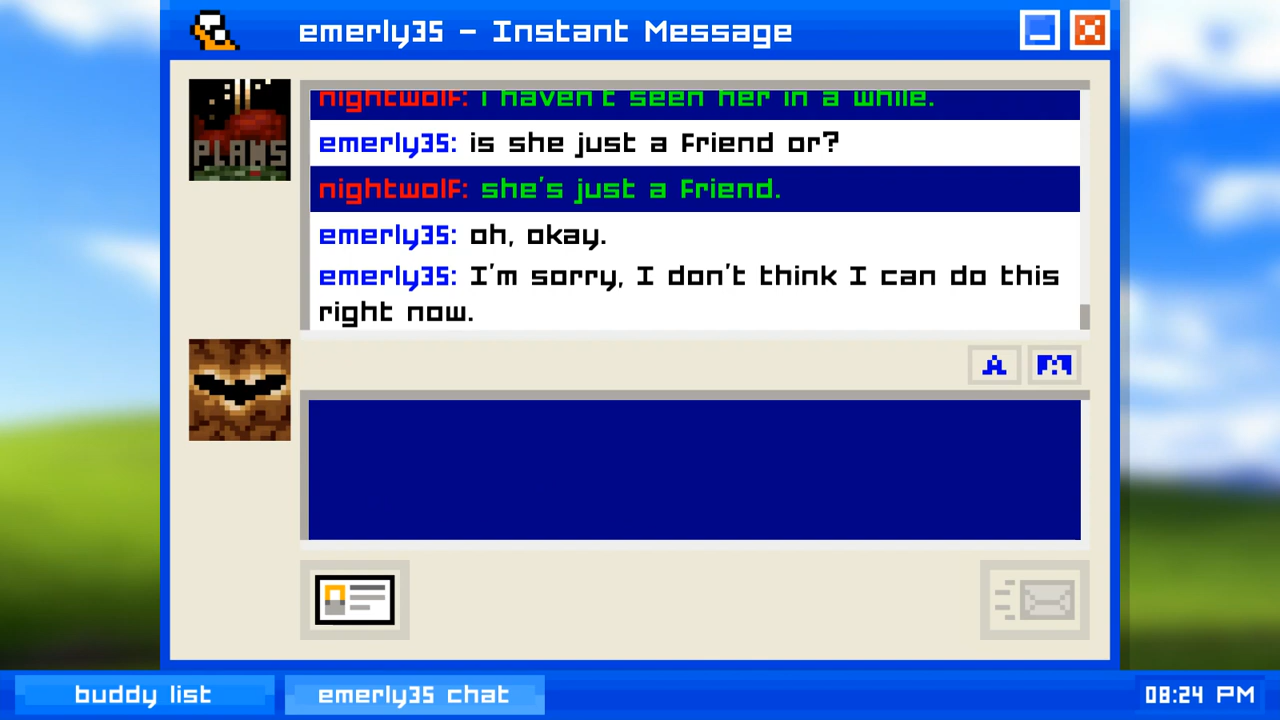 emerly35 - Instant Message
nightwolf: i haven't seen her in a while.
emerly35: is she just a friend or?
nightwolf: she's just a friend.
emerly35: oh, okay.
emerly35: I'm sorry, I don't think I can do this
right now.
PLANS
A
buddy list
emerly35 chat
08:24 PM